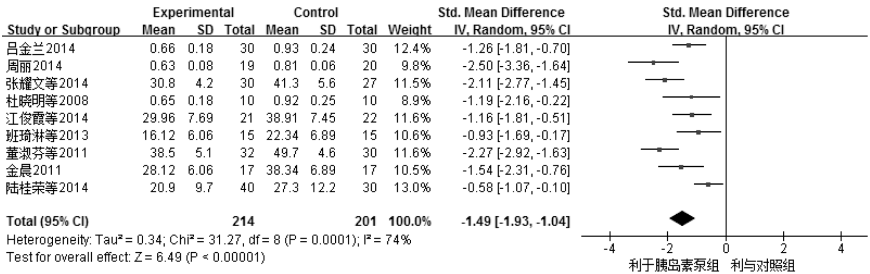 Experimental Control Std. Mean Difference Std. Mean Difference
Study or Subgroup Mean SD Total Mean SD Total Weight IV, Random, 95% CI IV, Random, 95% CI
吕金兰2014 0.66 0.18 30 0.93 0.24 30 12.4% -1.26 [-1.81, -0.70]
周丽2014 0.63 0.08 19 0.81 0.06 20 9.8% -2.50 [-3.36, -1.64]
张耀文等2014 30.8 4.2 30 41.3 5.6 27 11.5% -2.11 [-2.77, -1.45]
杜晓明等2008 0.65 0.18 10 0.92 0.25 10 8.9% -1.19 [-2.16, -0.22]
江俊霞等2014 29.96 7.69 21 38.91 7.45 22 11.6% -1.16 [-1.81, -0.51]
班琦淋等2013 16.12 6.06 15 22.34 6.89 15 10.6% -0.93 [-1.69, -0.17]
董淑芬等2011 38.5 5.1 32 49.7 4.6 30 11.6% -2.27 [-2.92, -1.63]
金晨2011 28.12 6.06 17 38.34 6.89 17 10.5% -1.54 [-2.31, -0.76]
陆桂荣等2014 20.9 9.7 40 27.3 12.2 30 13.0% -0.58 [-1.07, -0.10]
Total (95% CI) 214 201 100.0% -1.49 [-1.93, -1.04]
Heterogeneity: Tau² = 0.34; Chi² = 31.27, df = 8 (P = 0.0001); I² = 74%
Test for overall effect: Z = 6.49 (P < 0.00001)
-4 -2 0 2 4
利于胰岛素泵组 利与对照组